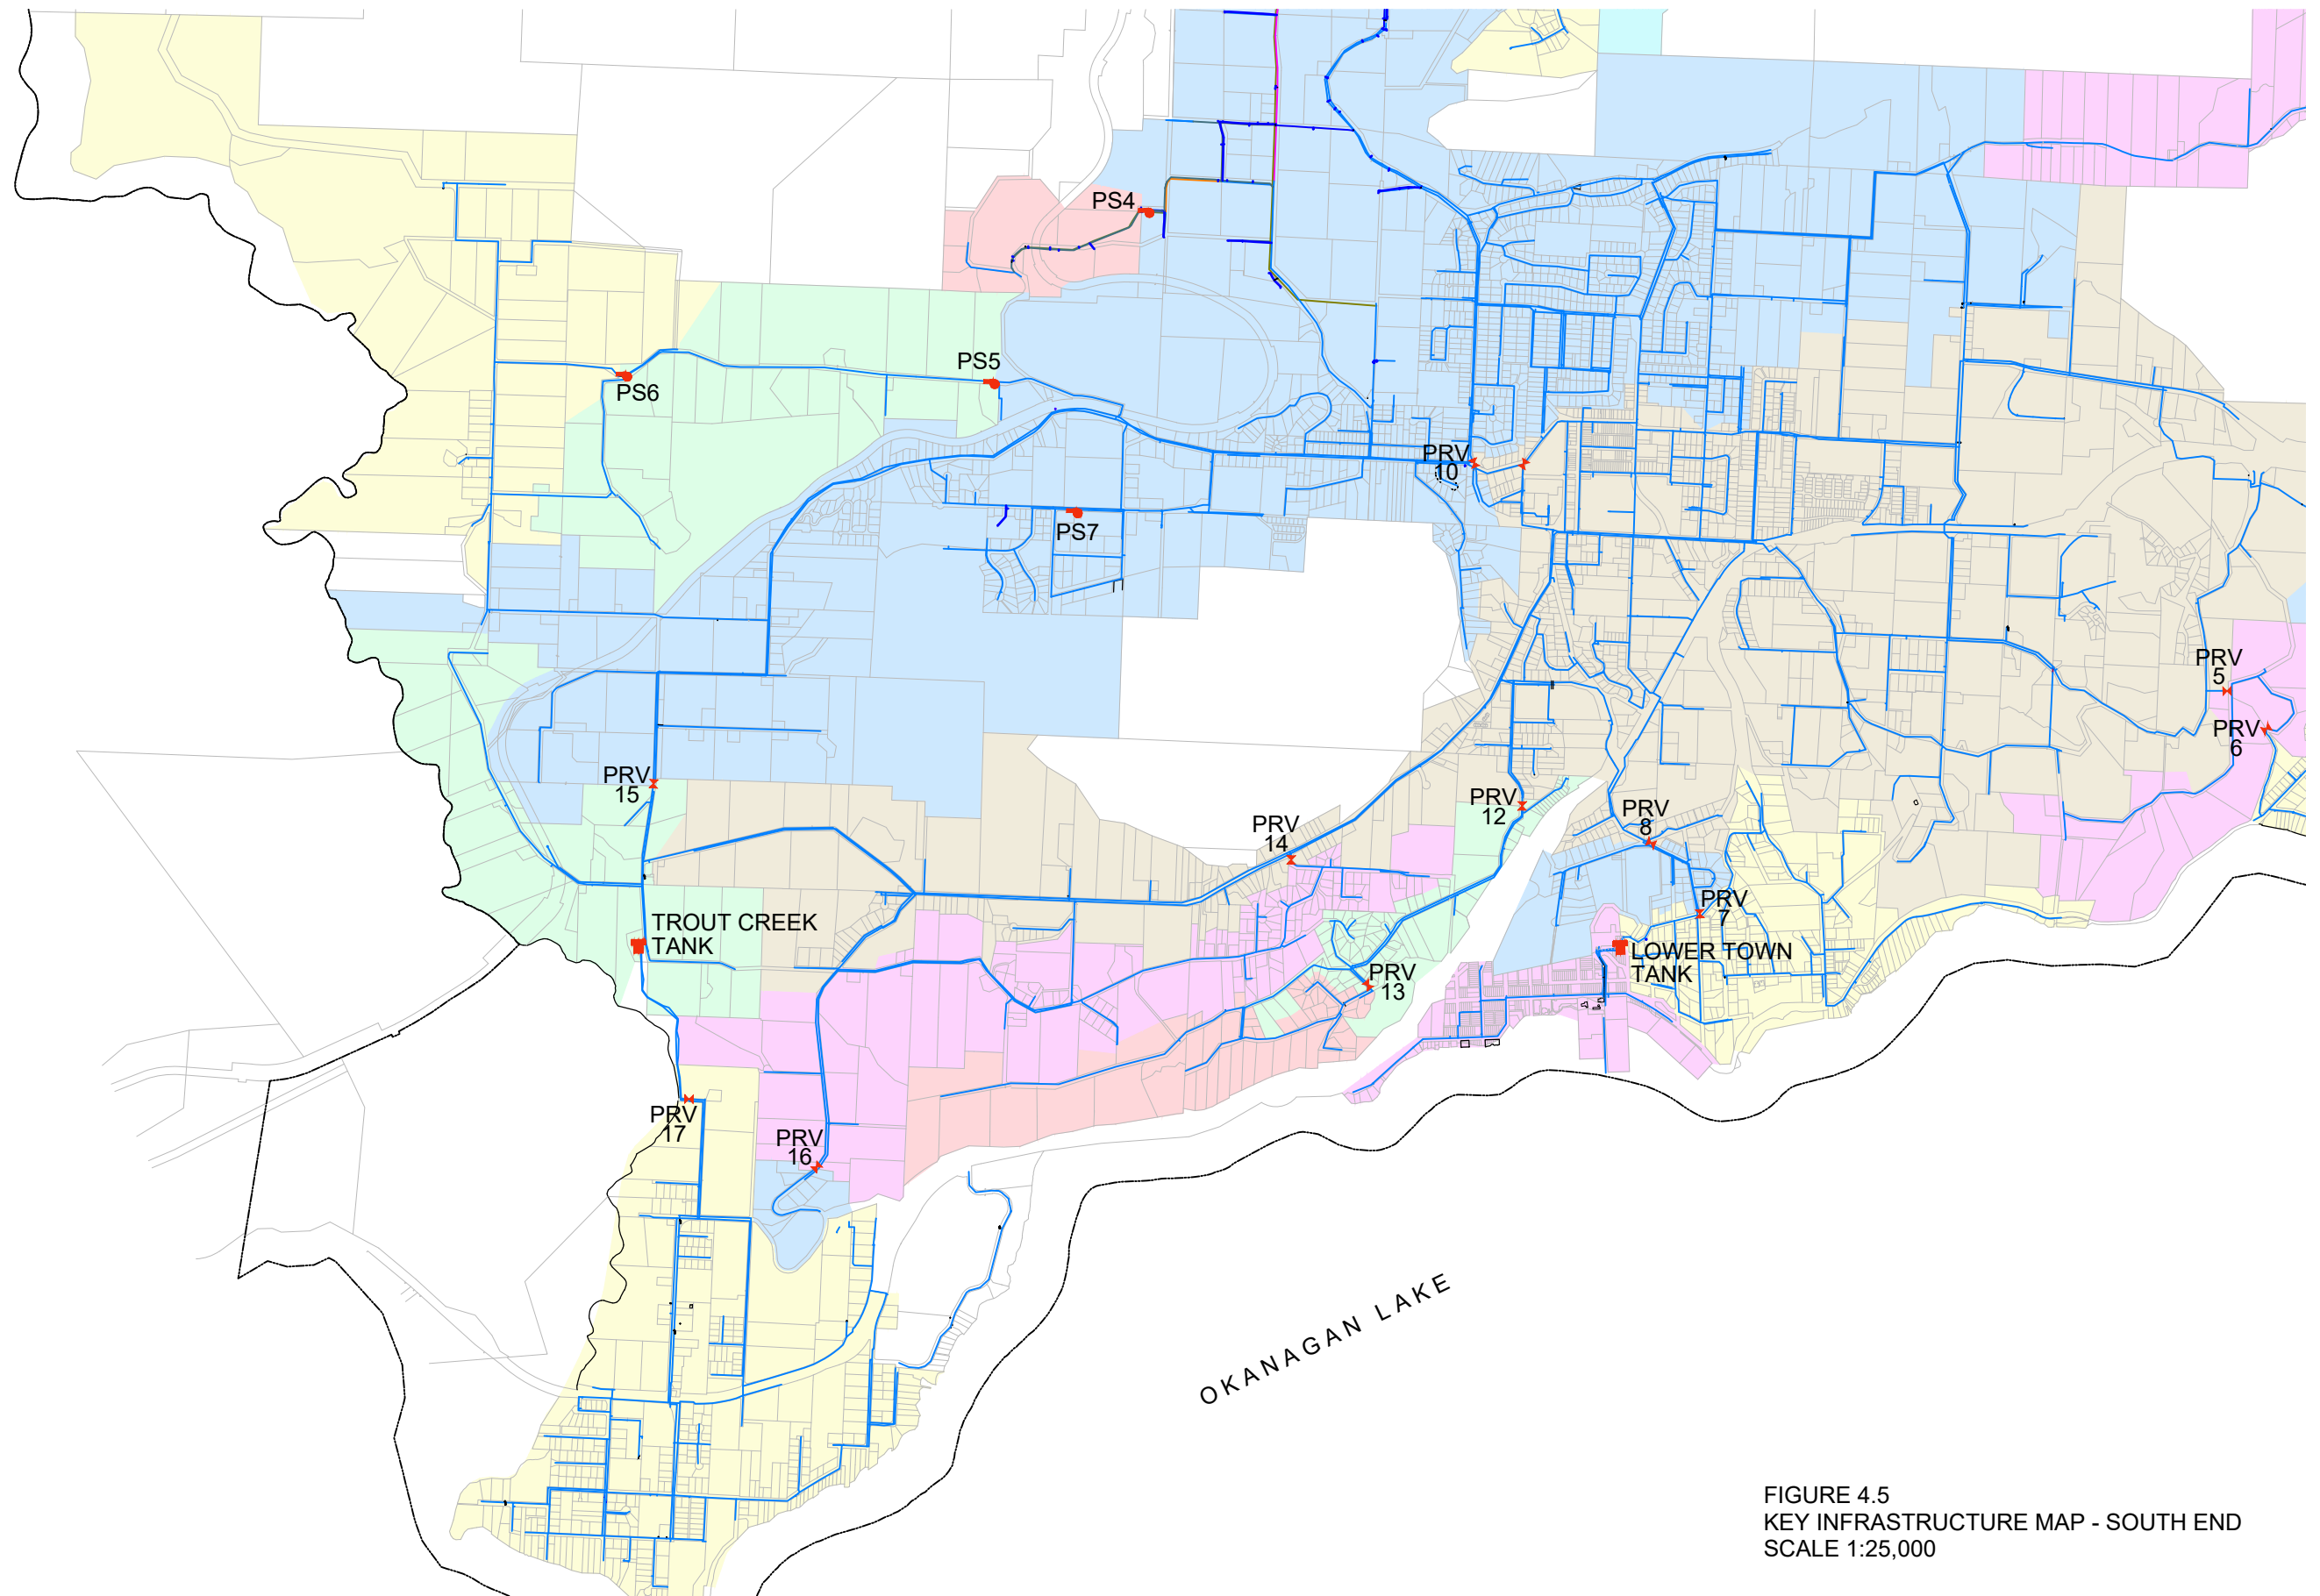 PS4
PS5
PS6
PRV
10
PS7
PRV
5
PRV
6
PRV
15
PRV
12
PRV
8
PRV
14
PRV
7
TROUT CREEK
TANK
LOWER TOWN
TANK
PRV
13
PRV
17
PRV
16
OKANAGAN LAKE
FIGURE 4.5
KEY INFRASTRUCTURE MAP - SOUTH END
SCALE 1:25,000